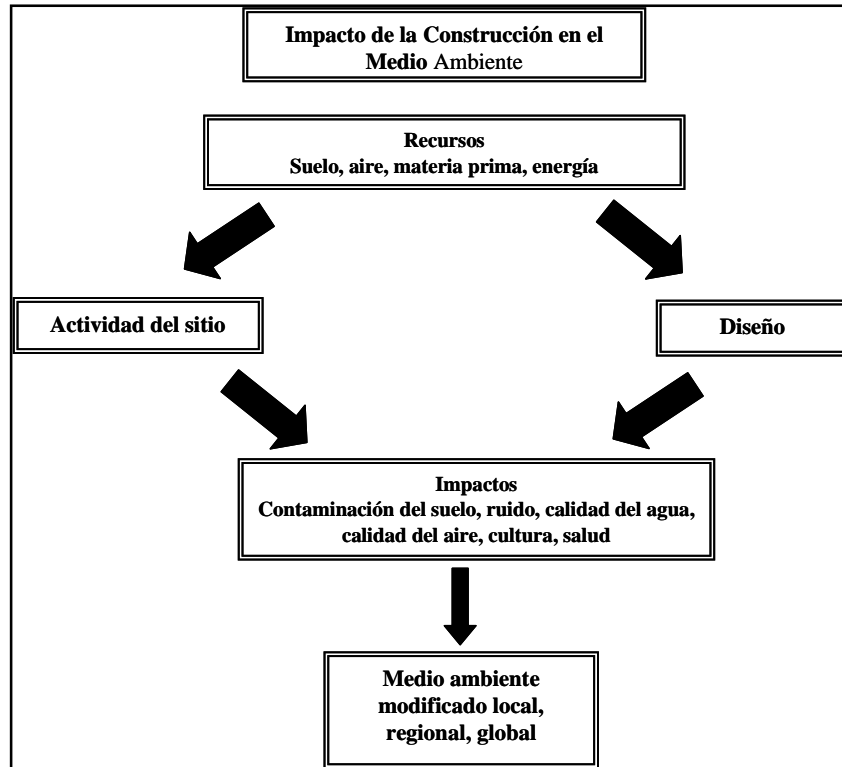 Impacto de la Construcción en el
Medio Ambiente
Recursos
Suelo, aire, materia prima, energía
Actividad del sitio
Diseño
Impactos
Contaminación del suelo, ruido, calidad del agua,
calidad del aire, cultura, salud
Medio ambiente
modificado local,
regional, global